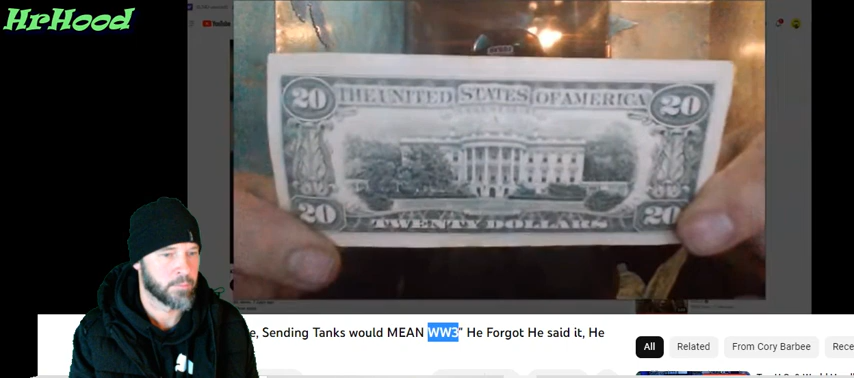 HrHood
YouTube
20 THE UNITED STATES OF AMERICA 20
20 TWENTY DOLLARS 20
e, Sending Tanks would MEAN WW3" He Forgot He said it, He
All Related From Cory Barbee Rece